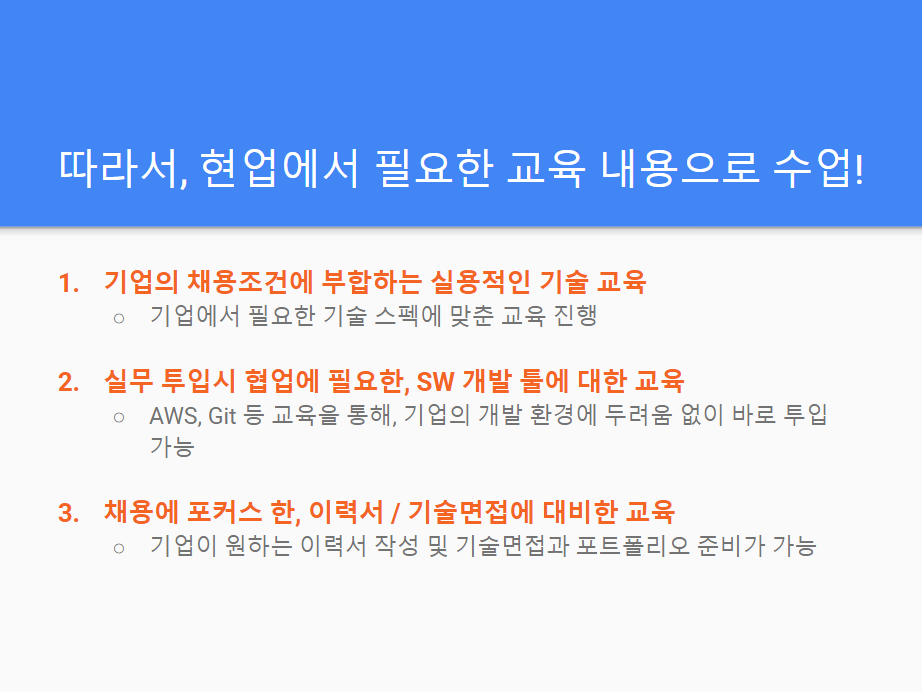 따라서, 현업에서 필요한 교육 내용으로 수업!
1. 기업의 채용조건에 부합하는 실용적인 기술 교육
○ 기업에서 필요한 기술 스펙에 맞춘 교육 진행
2. 실무 투입시 협업에 필요한, SW 개발 툴에 대한 교육
○ AWS, Git 등 교육을 통해, 기업의 개발 환경에 두려움 없이 바로 투입
가능
3. 채용에 포커스 한, 이력서 / 기술면접에 대비한 교육
○ 기업이 원하는 이력서 작성 및 기술면접과 포트폴리오 준비가 가능